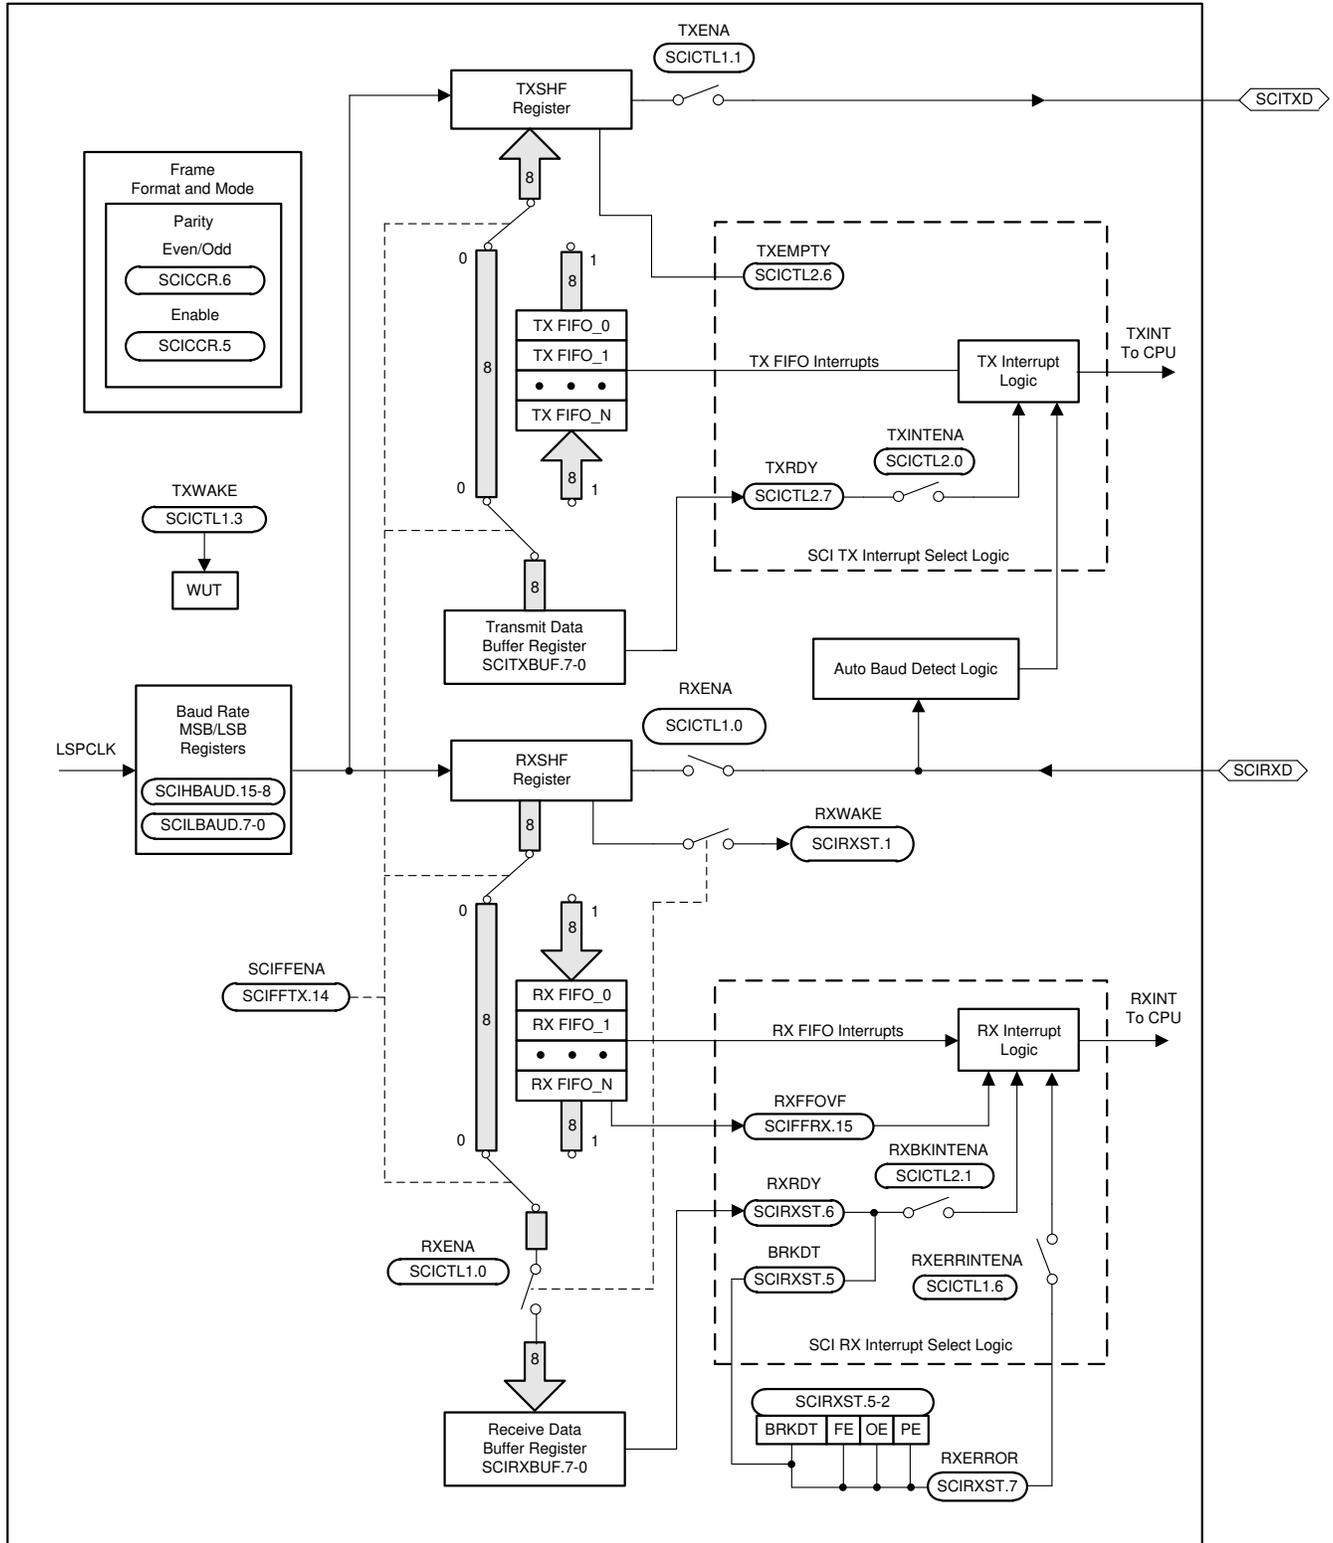 TXENA
SCICTL1.1
TXSHF
Register
SCITXD
Frame
Format and Mode
Parity
Even/Odd
SCICCR.6
Enable
SCICCR.5
8
0
1
8
TXEMPTY
SCICTL2.6
TX FIFO_0
TX FIFO_1
TX FIFO_N
8
TX FIFO Interrupts
TX Interrupt
Logic
TXINT
To CPU
TXINTENA
SCICTL2.0
TXRDY
SCICTL2.7
0
8
1
SCI TX Interrupt Select Logic
TXWAKE
SCICTL1.3
WUT
8
Transmit Data
Buffer Register
SCITXBUF.7-0
Auto Baud Detect Logic
RXENA
SCICTL1.0
LSPCLK
Baud Rate
MSB/LSB
Registers
SCIHBAUD.15-8
SCILBAUD.7-0
RXSHF
Register
SCIRXD
8
RXWAKE
SCIRXST.1
0
1
8
SCIFFENA
SCIFFTX.14
RX FIFO_0
RX FIFO_1
RX FIFO_N
8
RX FIFO Interrupts
RX Interrupt
Logic
RXINT
To CPU
RXFFOVF
SCIFFRX.15
0
8
1
RXBKINTENA
SCICTL2.1
RXRDY
SCIRXST.6
BRKDT
SCIRXST.5
RXERRINTENA
SCICTL1.6
RXENA
SCICTL1.0
SCI RX Interrupt Select Logic
8
SCIRXST.5-2
BRKDT FE OE PE
Receive Data
Buffer Register
SCIRXBUF.7-0
RXERROR
SCIRXST.7